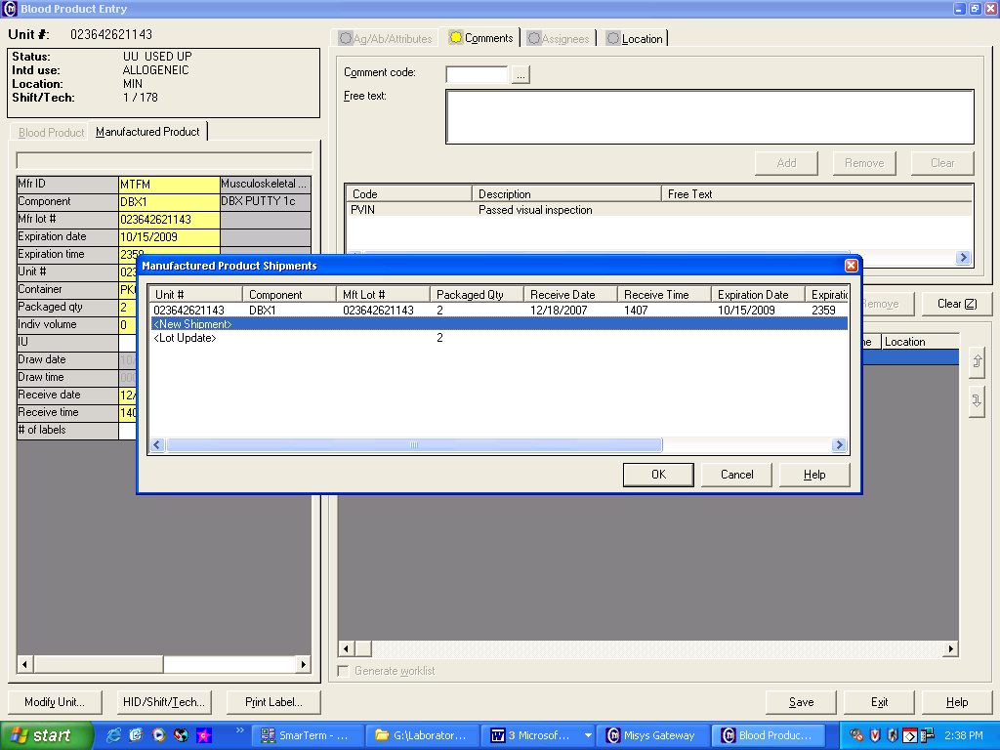 Blood Product Entry
Unit #: 023642621143
Status: UU USED UP
Intd use: ALLOGENEIC
Location: MIN
Shift/Tech: 1 / 178
Blood Product Manufactured Product
Mfr ID MTFM Musculoskeletal ...
Component DBX1 DBX PUTTY 1c
Mfr lot # 023642621143
Expiration date 10/15/2009
Expiration time 2359
Unit # 023
Container PK
Packaged qty 2
Indiv volume 0
IU
Draw date 10/
Draw time 000
Receive date 12/
Receive time 140
# of labels
Modify Unit... HID/Shift/Tech... Print Label...
Ag/Ab/Attributes Comments Assignees Location
Comment code: ...
Free text:
Add Remove Clear
Code Description Free Text
PVIN Passed visual inspection
Remove Clear (Z)
me Location
Generate worklist
Save Exit Help
Manufactured Product Shipments
Unit # Component Mft Lot # Packaged Qty Receive Date Receive Time Expiration Date Expiratic
023642621143 DBX1 023642621143 2 12/18/2007 1407 10/15/2009 2359
<New Shipment>
<Lot Update> 2
OK Cancel Help
start SmarTerm - ... G:\Laborator... 3 Microsof... Misys Gateway Blood Produc... 2:38 PM